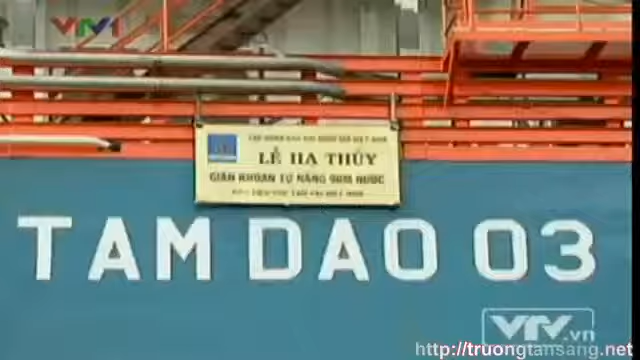 VTV1
LỄ HẠ THỦY
GIÀN KHOAN TỰ NÂNG 90M NƯỚC
TAM DAO 03
VTV.vn
http://truongtansang.net